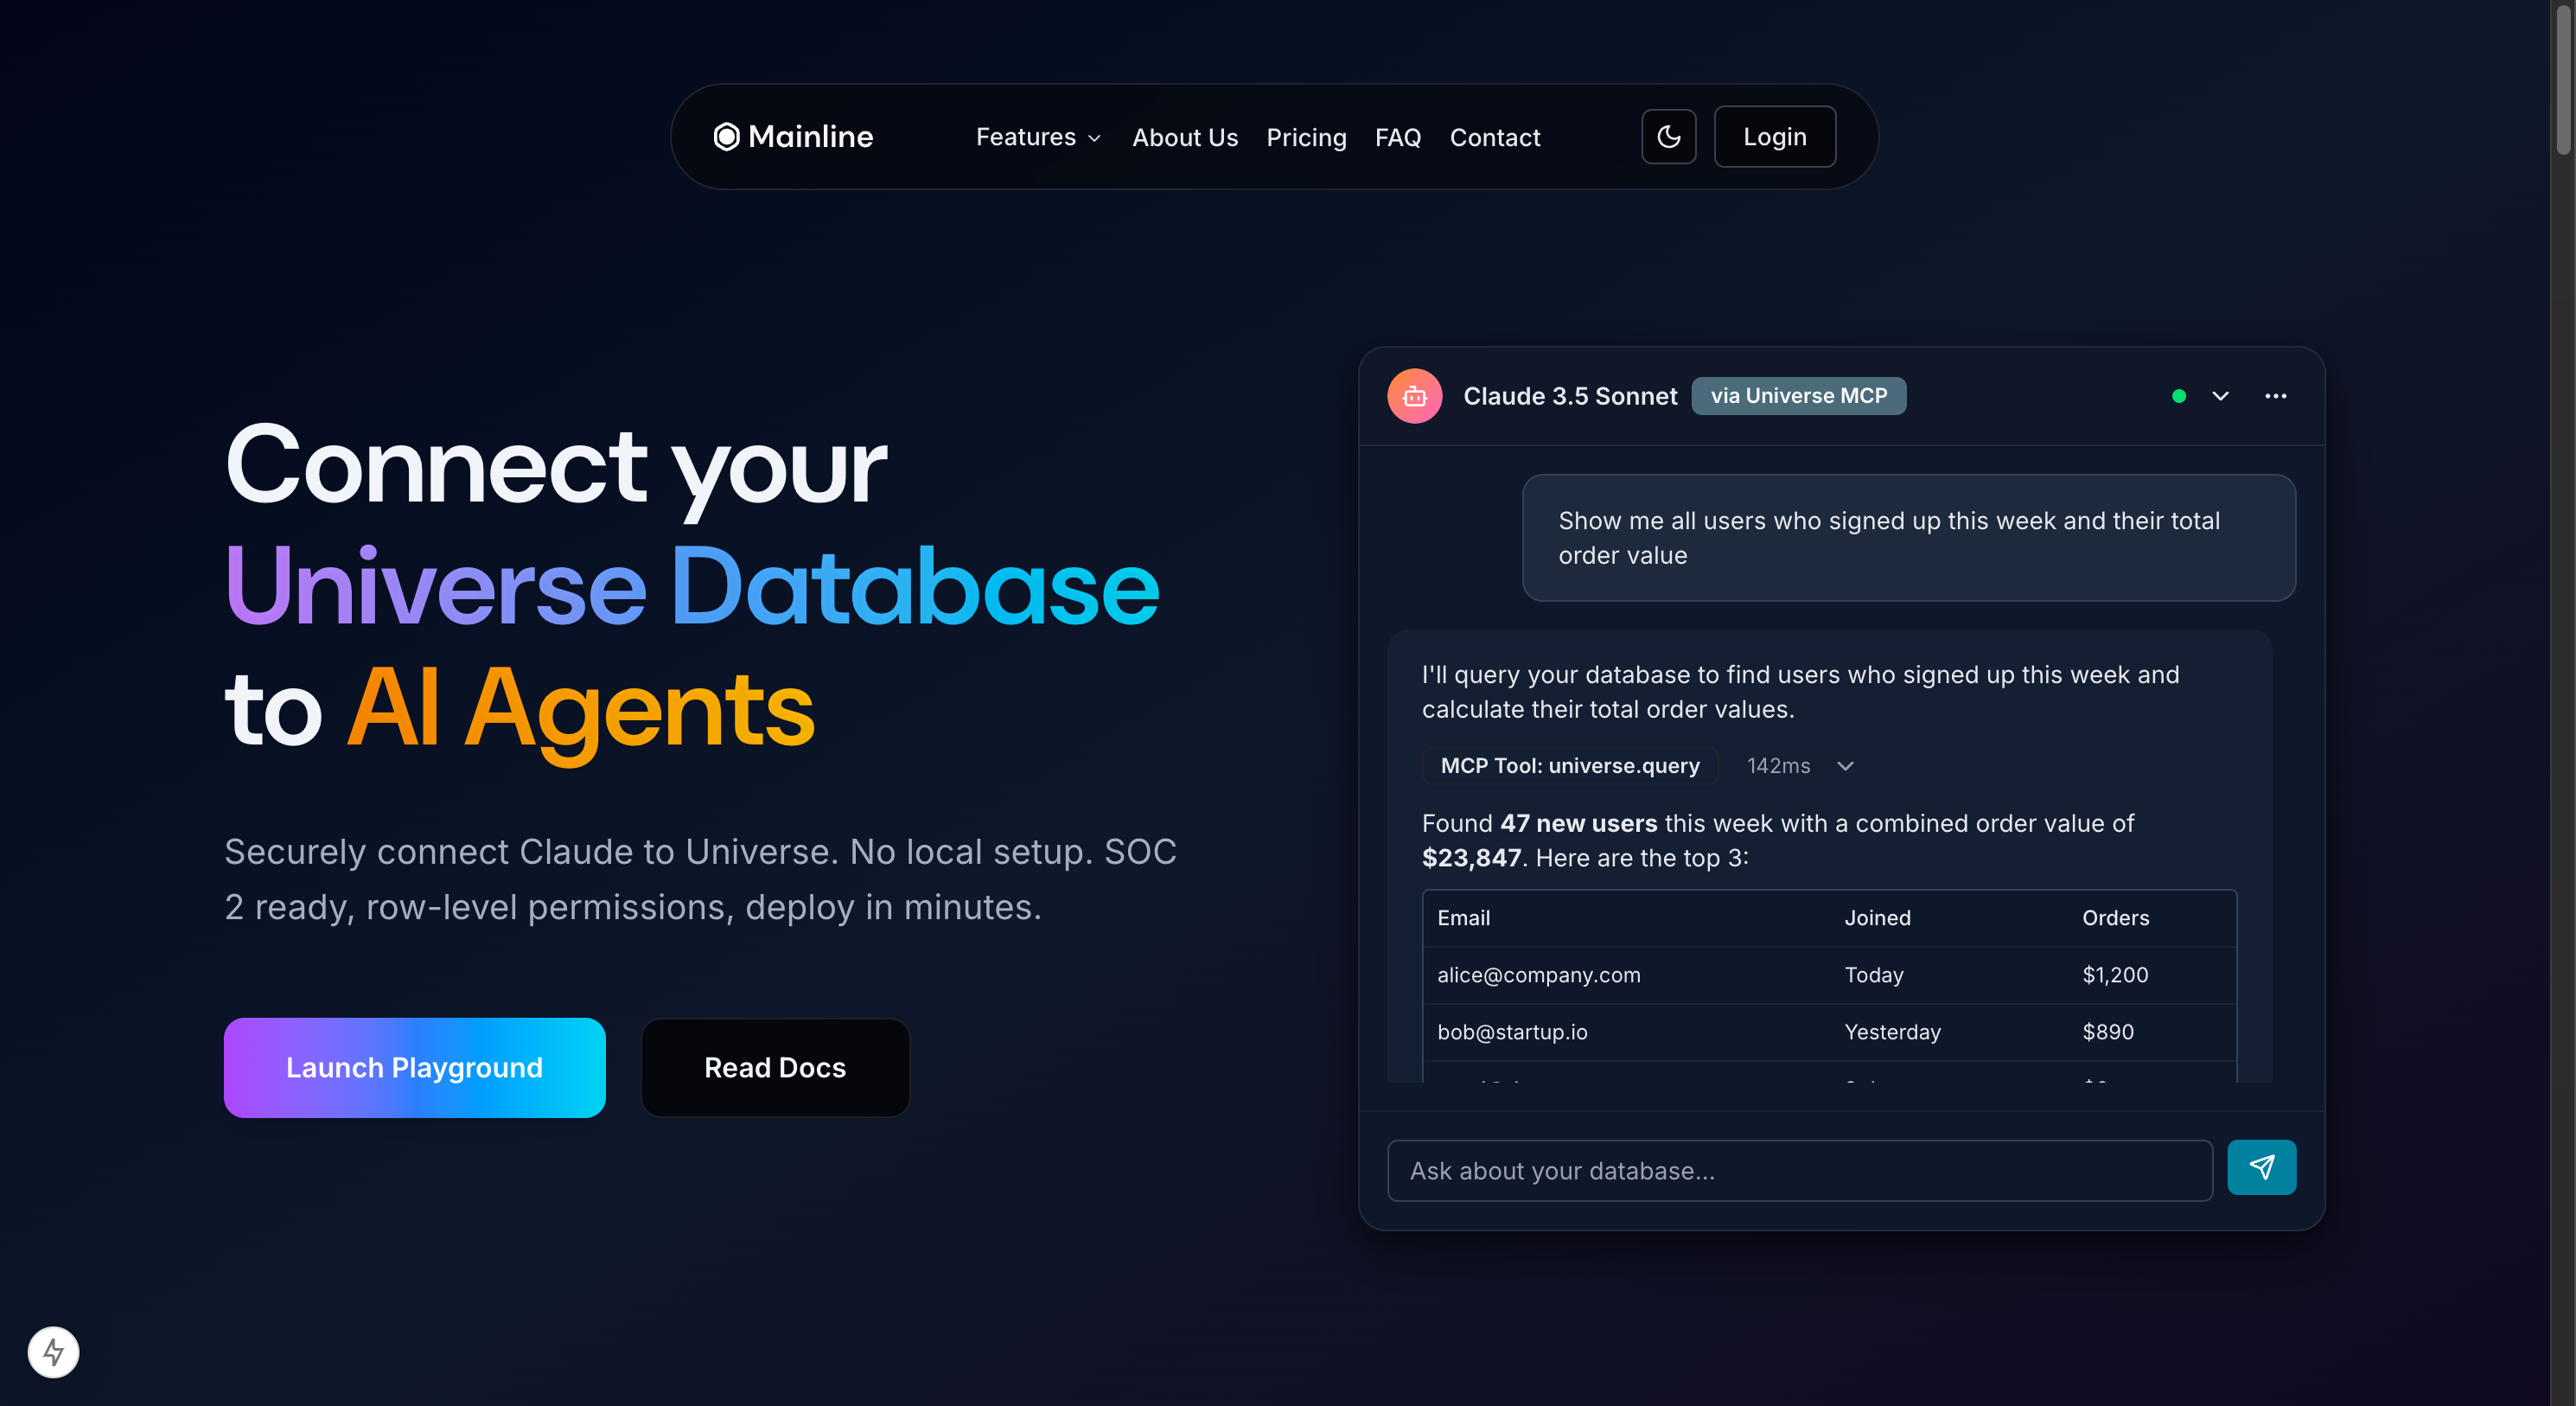 Mainline
Features
About Us
Pricing
FAQ
Contact
Login
Connect your
Universe Database
to AI Agents
Securely connect Claude to Universe. No local setup. SOC
2 ready, row-level permissions, deploy in minutes.
Launch Playground
Read Docs
Claude 3.5 Sonnet
via Universe MCP
Show me all users who signed up this week and their total
order value
I'll query your database to find users who signed up this week and
calculate their total order values.
MCP Tool: universe.query
142ms
Found 47 new users this week with a combined order value of
$23,847. Here are the top 3:
Email Joined Orders
alice@company.com Today $1,200
bob@startup.io Yesterday $890
Ask about your database...